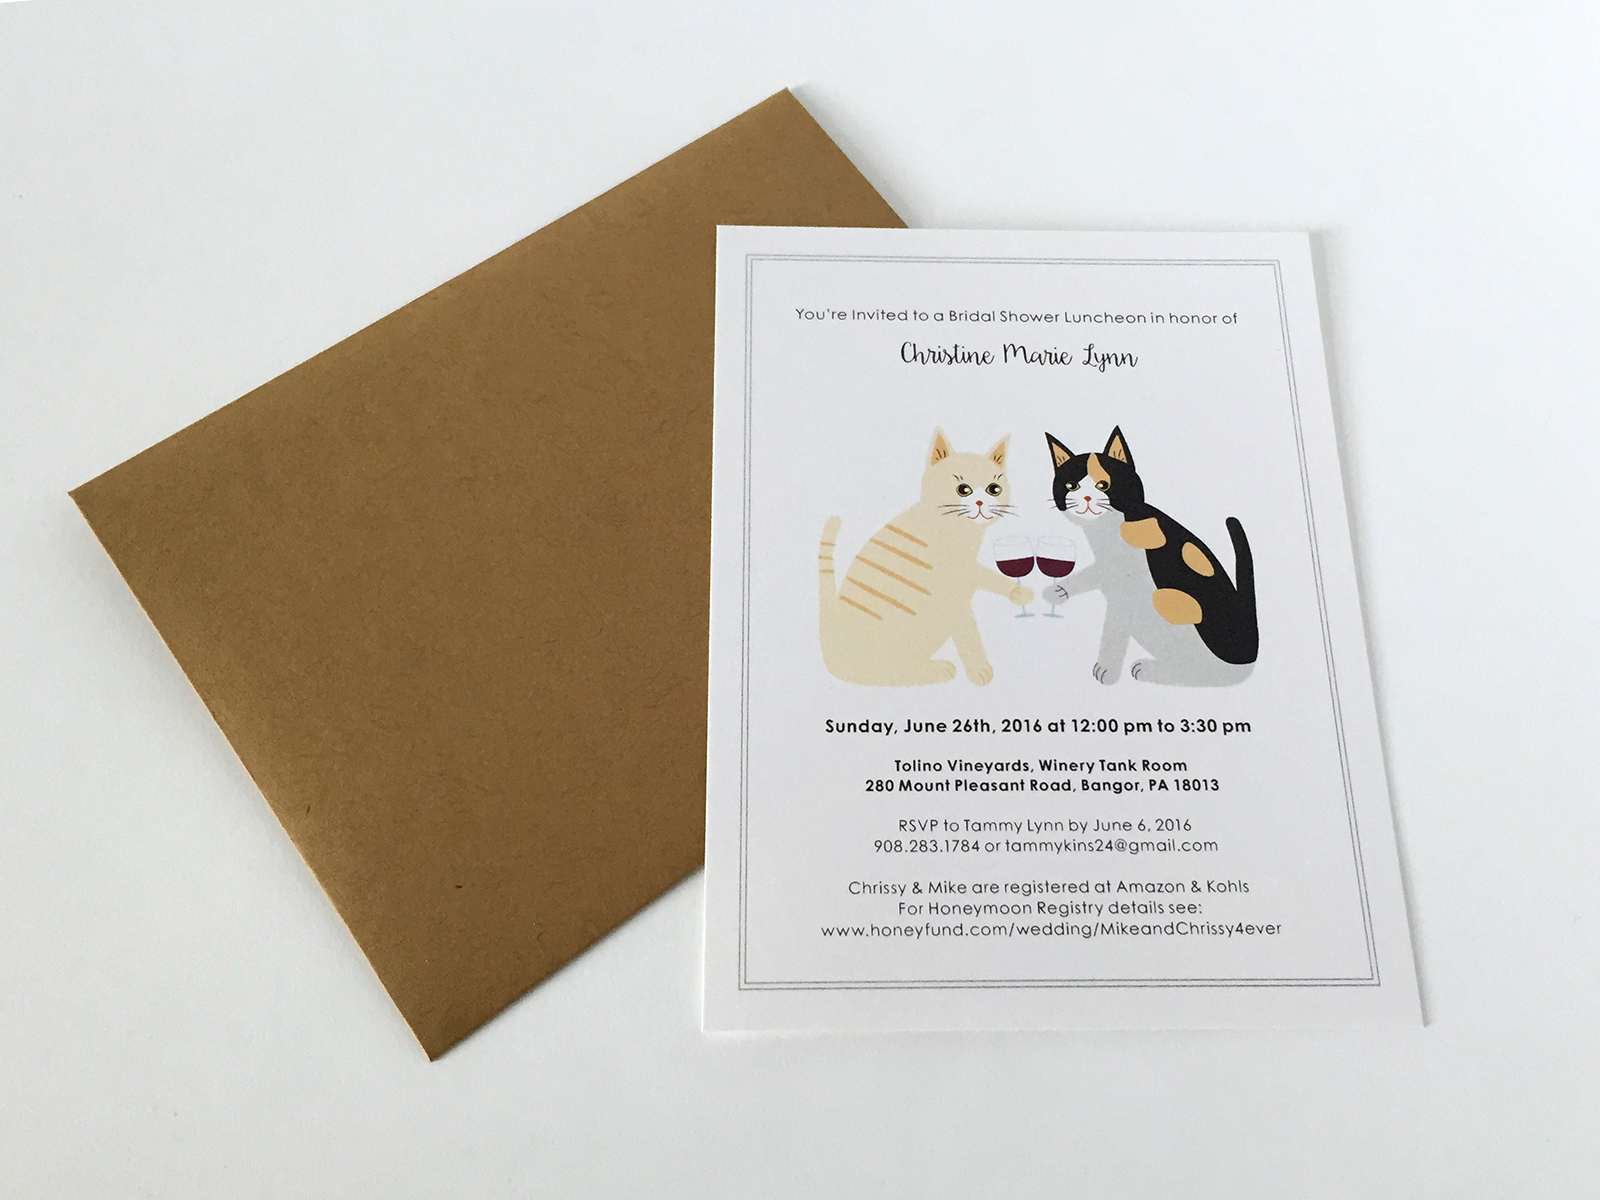 You're Invited to a Bridal Shower Luncheon in honor of
Christine Marie Lynn
Sunday, June 26th, 2016 at 12:00 pm to 3:30 pm
Tolino Vineyards, Winery Tank Room
280 Mount Pleasant Road, Bangor, PA 18013
RSVP to Tammy Lynn by June 6, 2016
908.283.1784 or tammykins24@gmail.com
Chrissy & Mike are registered at Amazon & Kohls
For Honeymoon Registry details see:
www.honeyfund.com/wedding/MikeandChrissy4ever